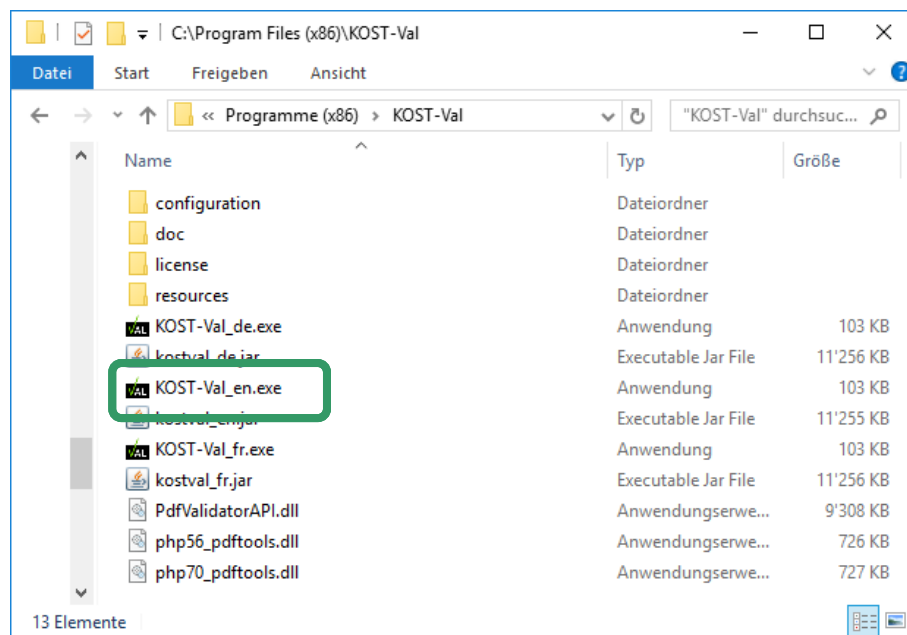 C:\Program Files (x86)\KOST-Val
Datei Start Freigeben Ansicht
« Programme (x86) > KOST-Val "KOST-Val" durchsuc...
Name Typ Größe
configuration Dateiordner
doc Dateiordner
license Dateiordner
resources Dateiordner
KOST-Val_de.exe Anwendung 103 KB
kostval_de.jar Executable Jar File 11'256 KB
KOST-Val_en.exe Anwendung 103 KB
kostval_en.jar Executable Jar File 11'255 KB
KOST-Val_fr.exe Anwendung 103 KB
kostval_fr.jar Executable Jar File 11'256 KB
PdfValidatorAPI.dll Anwendungserwe... 9'308 KB
php56_pdftools.dll Anwendungserwe... 726 KB
php70_pdftools.dll Anwendungserwe... 727 KB
13 Elemente